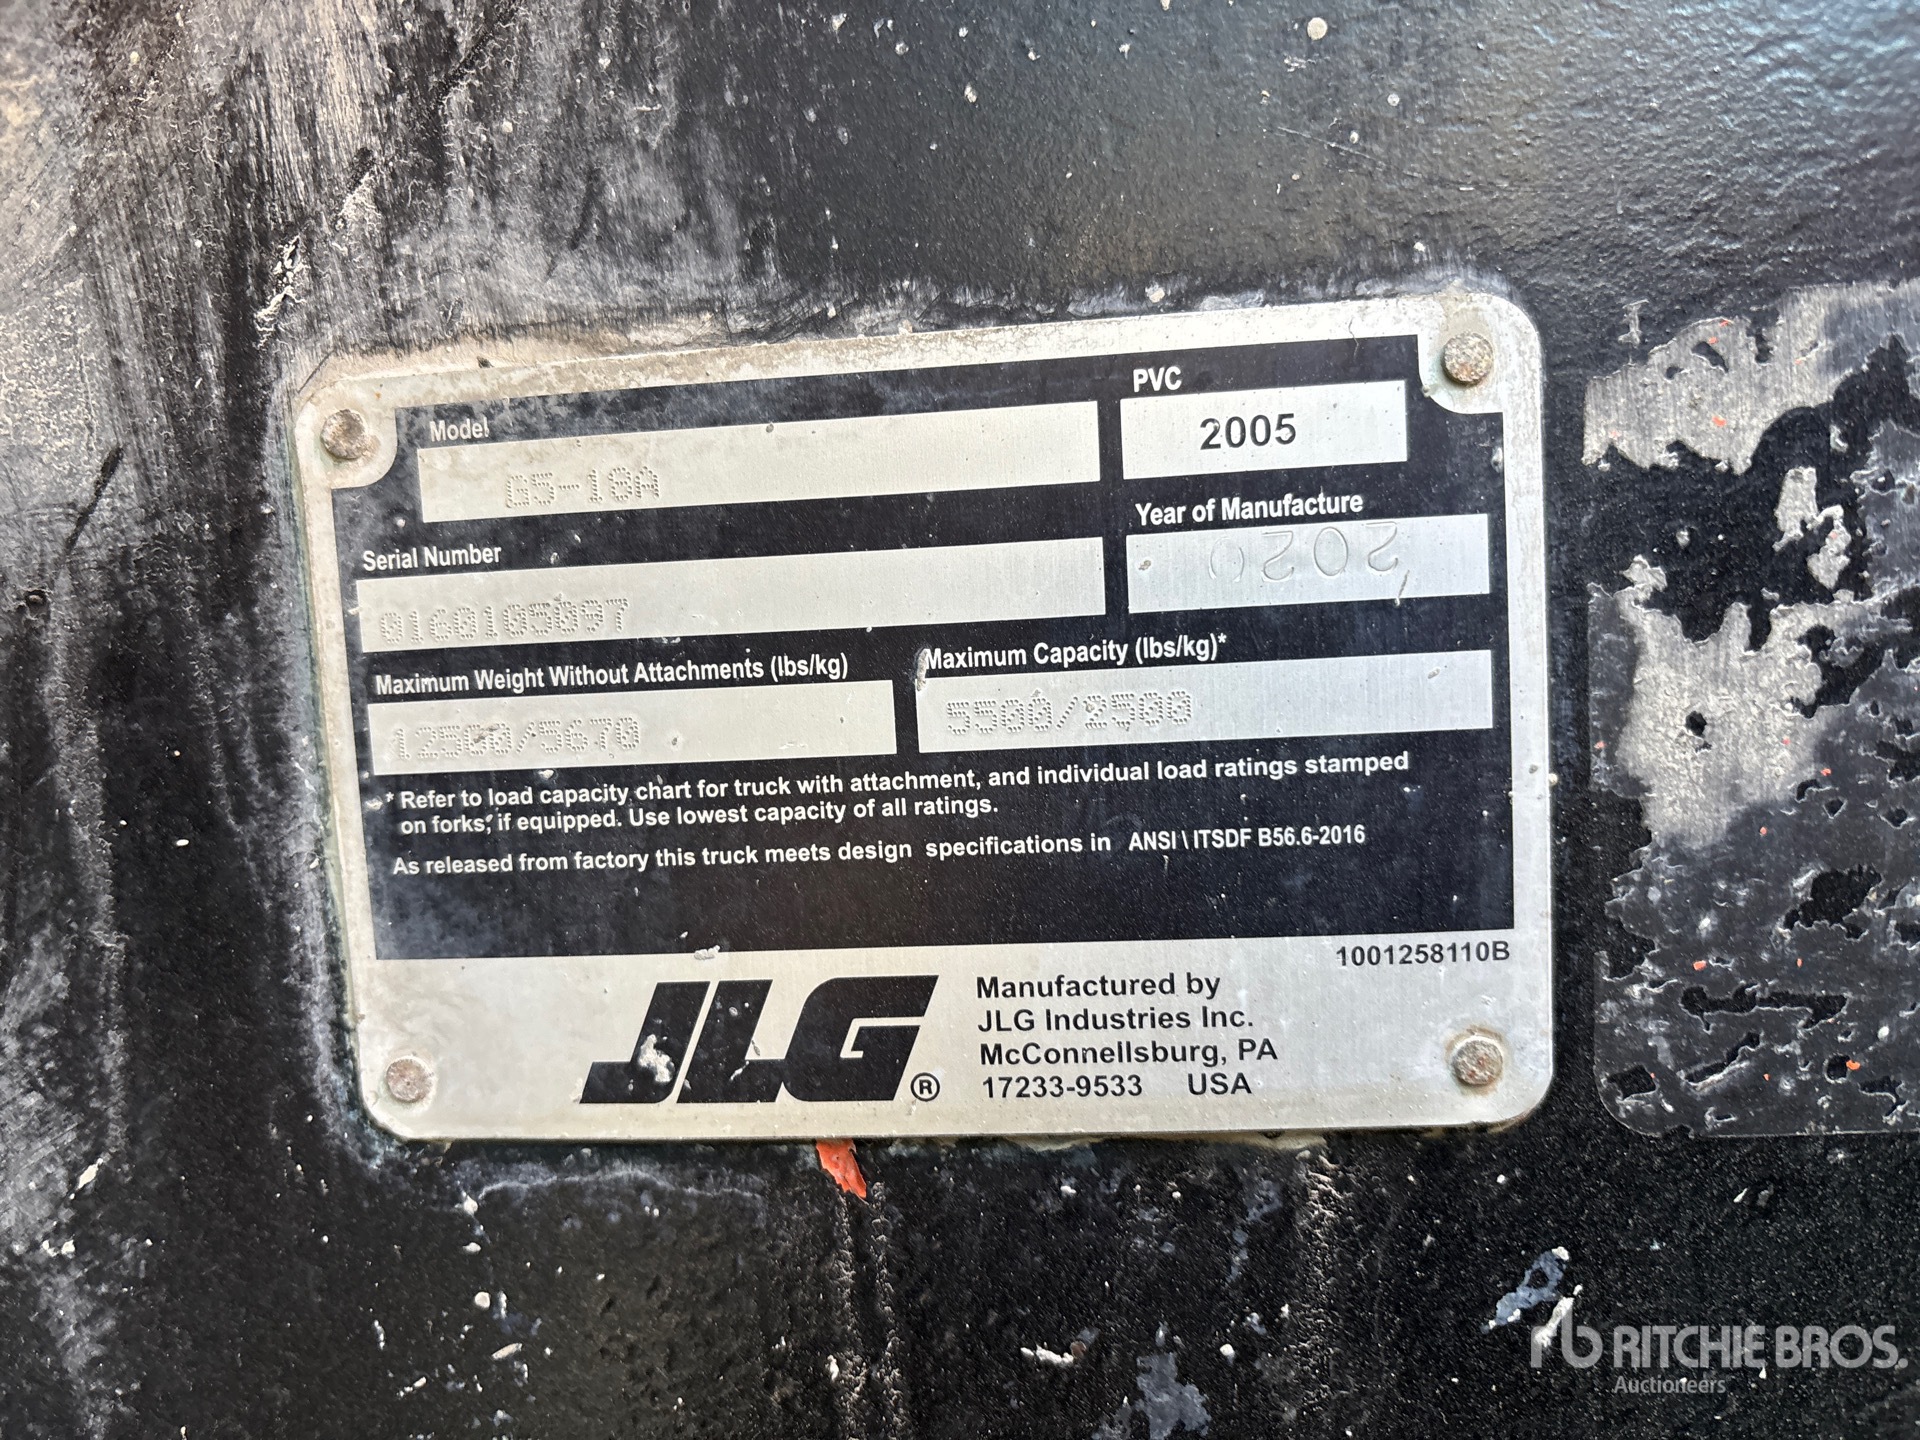 Model
G5-18A
PVC
2005
Serial Number
0160105097
Year of Manufacture
2020
Maximum Weight Without Attachments (lbs/kg)
12500/5670
Maximum Capacity (lbs/kg)*
5500/2500
* Refer to load capacity chart for truck with attachment, and individual load ratings stamped
on forks, if equipped. Use lowest capacity of all ratings.
As released from factory this truck meets design specifications in ANSI \ ITSDF B56.6-2016
1001258110B
JLG®
Manufactured by
JLG Industries Inc.
McConnellsburg, PA
17233-9533 USA
rb RITCHIE BROS.
Auctioneers